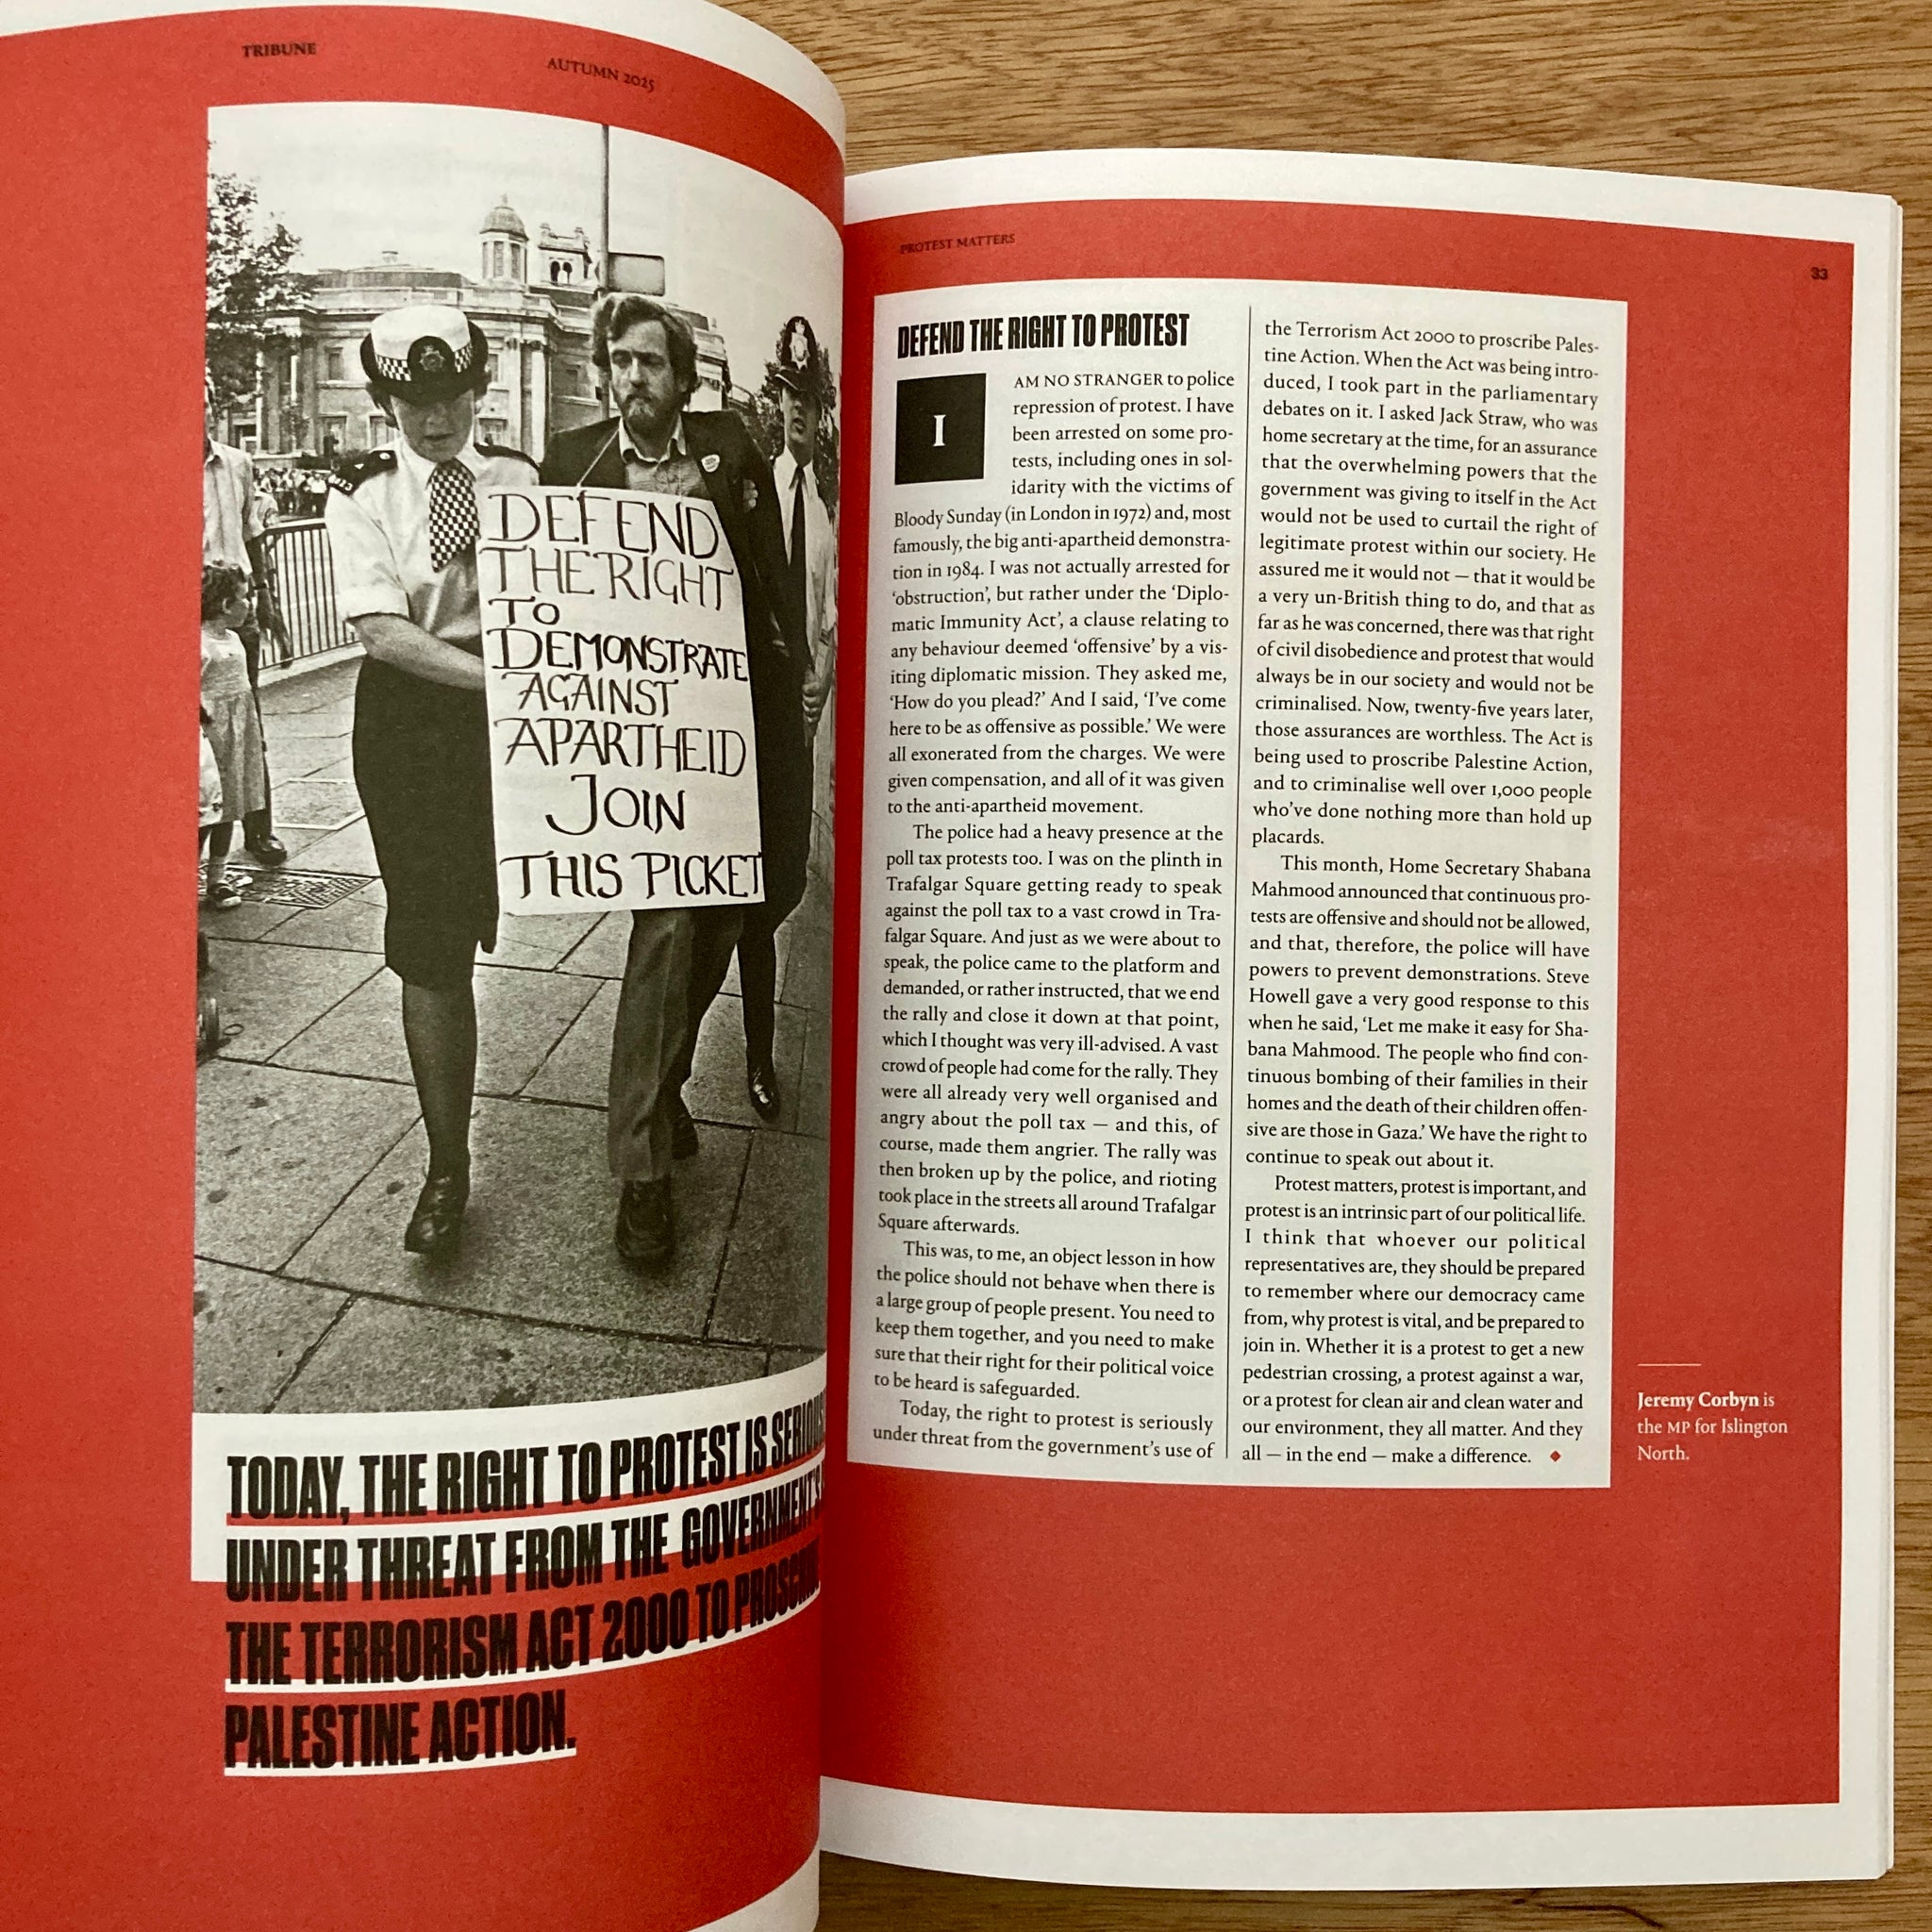 TRIBUNE
AUTUMN 2025
DEFEND
THE RIGHT
TO
DEMONSTRATE
AGAINST
APARTHEID
JOIN
THIS PICKET
TODAY, THE RIGHT TO PROTEST IS
UNDER THREAT FROM THE GOVERNMENT'S
THE TERRORISM ACT 2000 TO
PALESTINE ACTION.
PROTEST MATTERS
33
DEFEND THE RIGHT TO PROTEST
I
AM NO STRANGER to police
repression of protest. I have
been arrested on some pro-
tests, including ones in sol-
idarity with the victims of
Bloody Sunday (in London in 1972) and, most
famously, the big anti-apartheid demonstra-
tion in 1984. I was not actually arrested for
‘obstruction’, but rather under the ‘Diplo-
matic Immunity Act’, a clause relating to
any behaviour deemed ‘offensive’ by a vis-
iting diplomatic mission. They asked me,
‘How do you plead?’ And I said, ‘I’ve come
here to be as offensive as possible.’ We were
all exonerated from the charges. We were
given compensation, and all of it was given
to the anti-apartheid movement.
The police had a heavy presence at the
poll tax protests too. I was on the plinth in
Trafalgar Square getting ready to speak
against the poll tax to a vast crowd in Tra-
falgar Square. And just as we were about to
speak, the police came to the platform and
demanded, or rather instructed, that we end
the rally and close it down at that point,
which I thought was very ill-advised. A vast
crowd of people had come for the rally. They
were all already very well organised and
angry about the poll tax — and this, of
course, made them angrier. The rally was
then broken up by the police, and rioting
took place in the streets all around Trafalgar
Square afterwards.
This was, to me, an object lesson in how
the police should not behave when there is
a large group of people present. You need to
keep them together, and you need to make
sure that their right for their political voice
to be heard is safeguarded.
Today, the right to protest is seriously
under threat from the government’s use of
the Terrorism Act 2000 to proscribe Pales-
tine Action. When the Act was being intro-
duced, I took part in the parliamentary
debates on it. I asked Jack Straw, who was
home secretary at the time, for an assurance
that the overwhelming powers that the
government was giving to itself in the Act
would not be used to curtail the right of
legitimate protest within our society. He
assured me it would not — that it would be
a very un-British thing to do, and that as
far as he was concerned, there was that right
of civil disobedience and protest that would
always be in our society and would not be
criminalised. Now, twenty-five years later,
those assurances are worthless. The Act is
being used to proscribe Palestine Action,
and to criminalise well over 1,000 people
who’ve done nothing more than hold up
placards.
This month, Home Secretary Shabana
Mahmood announced that continuous pro-
tests are offensive and should not be allowed,
and that, therefore, the police will have
powers to prevent demonstrations. Steve
Howell gave a very good response to this
when he said, ‘Let me make it easy for Sha-
bana Mahmood. The people who find con-
tinuous bombing of their families in their
homes and the death of their children offen-
sive are those in Gaza.’ We have the right to
continue to speak out about it.
Protest matters, protest is important, and
protest is an intrinsic part of our political life.
I think that whoever our political
representatives are, they should be prepared
to remember where our democracy came
from, why protest is vital, and be prepared to
join in. Whether it is a protest to get a new
pedestrian crossing, a protest against a war,
or a protest for clean air and clean water and
our environment, they all matter. And they
all — in the end — make a difference.
Jeremy Corbyn is
the MP for Islington
North.